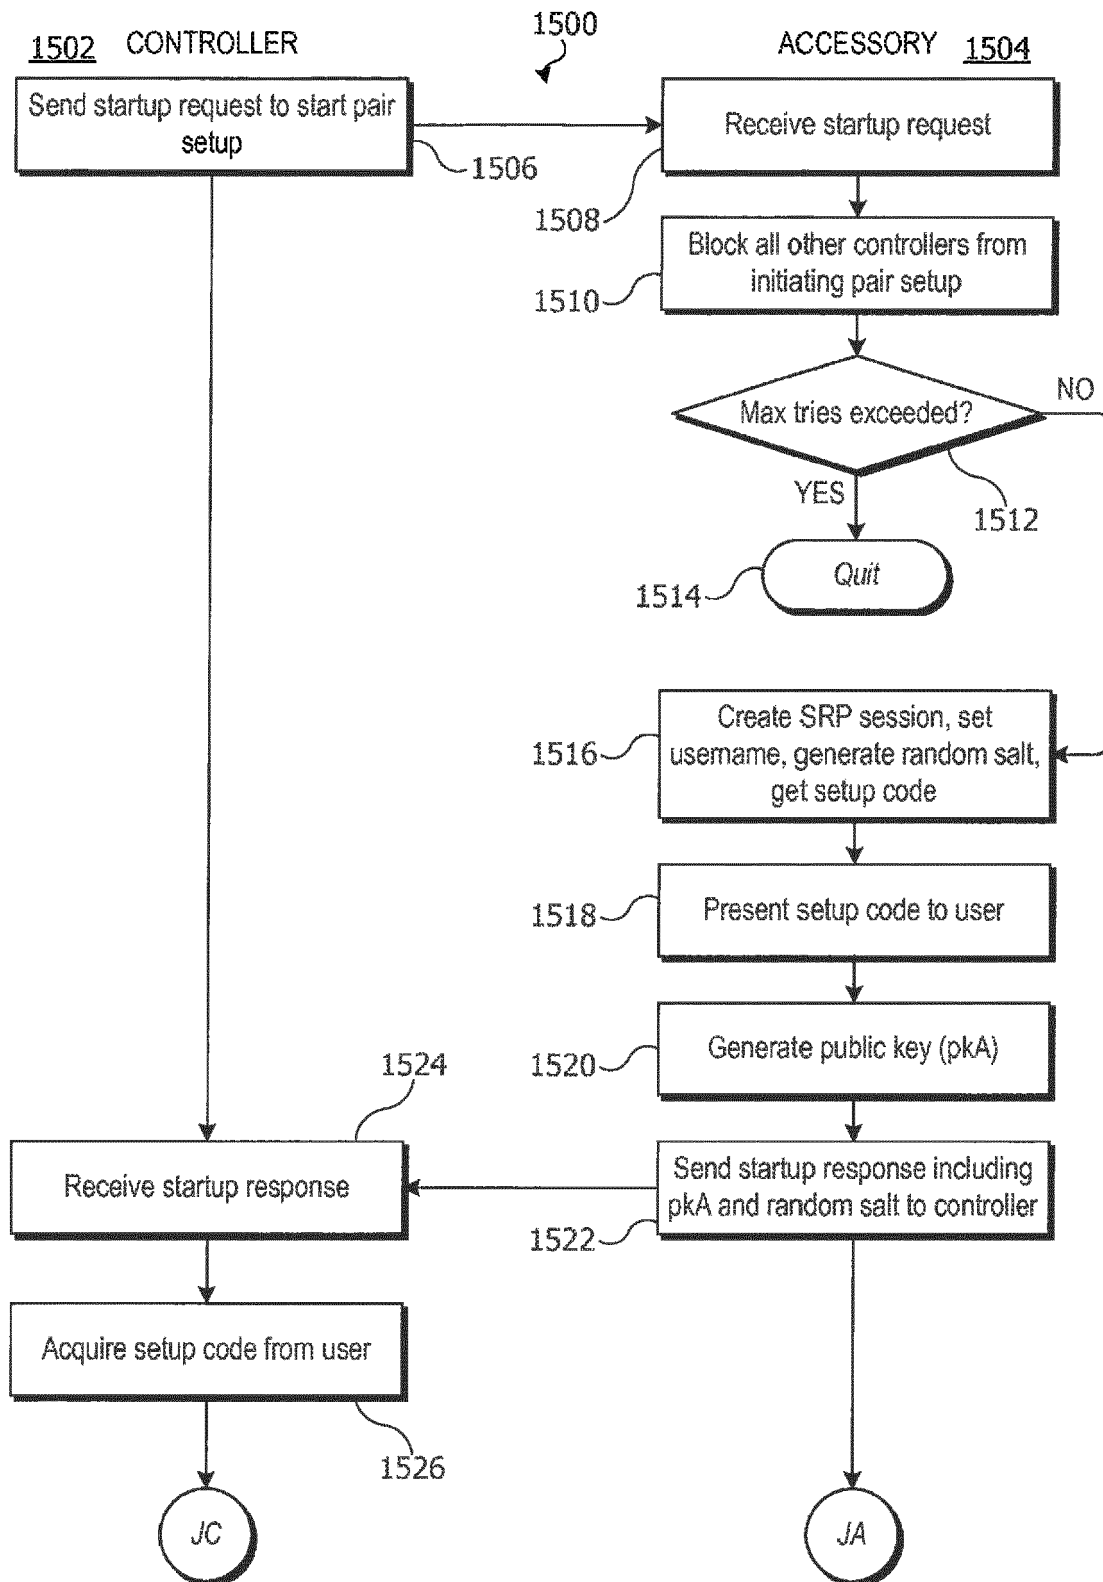 1500
1502 CONTROLLER
ACCESSORY 1504
Send startup request to start pair
setup
1506
Receive startup request
1508
Block all other controllers from
initiating pair setup
1510
Max tries exceeded?
NO
YES
1512
Quit
1514
Create SRP session, set
username, generate random salt,
get setup code
1516
Present setup code to user
1518
Generate public key (pkA)
1520
1524
Receive startup response
Send startup response including
pkA and random salt to controller
1522
Acquire setup code from user
1526
JC
JA